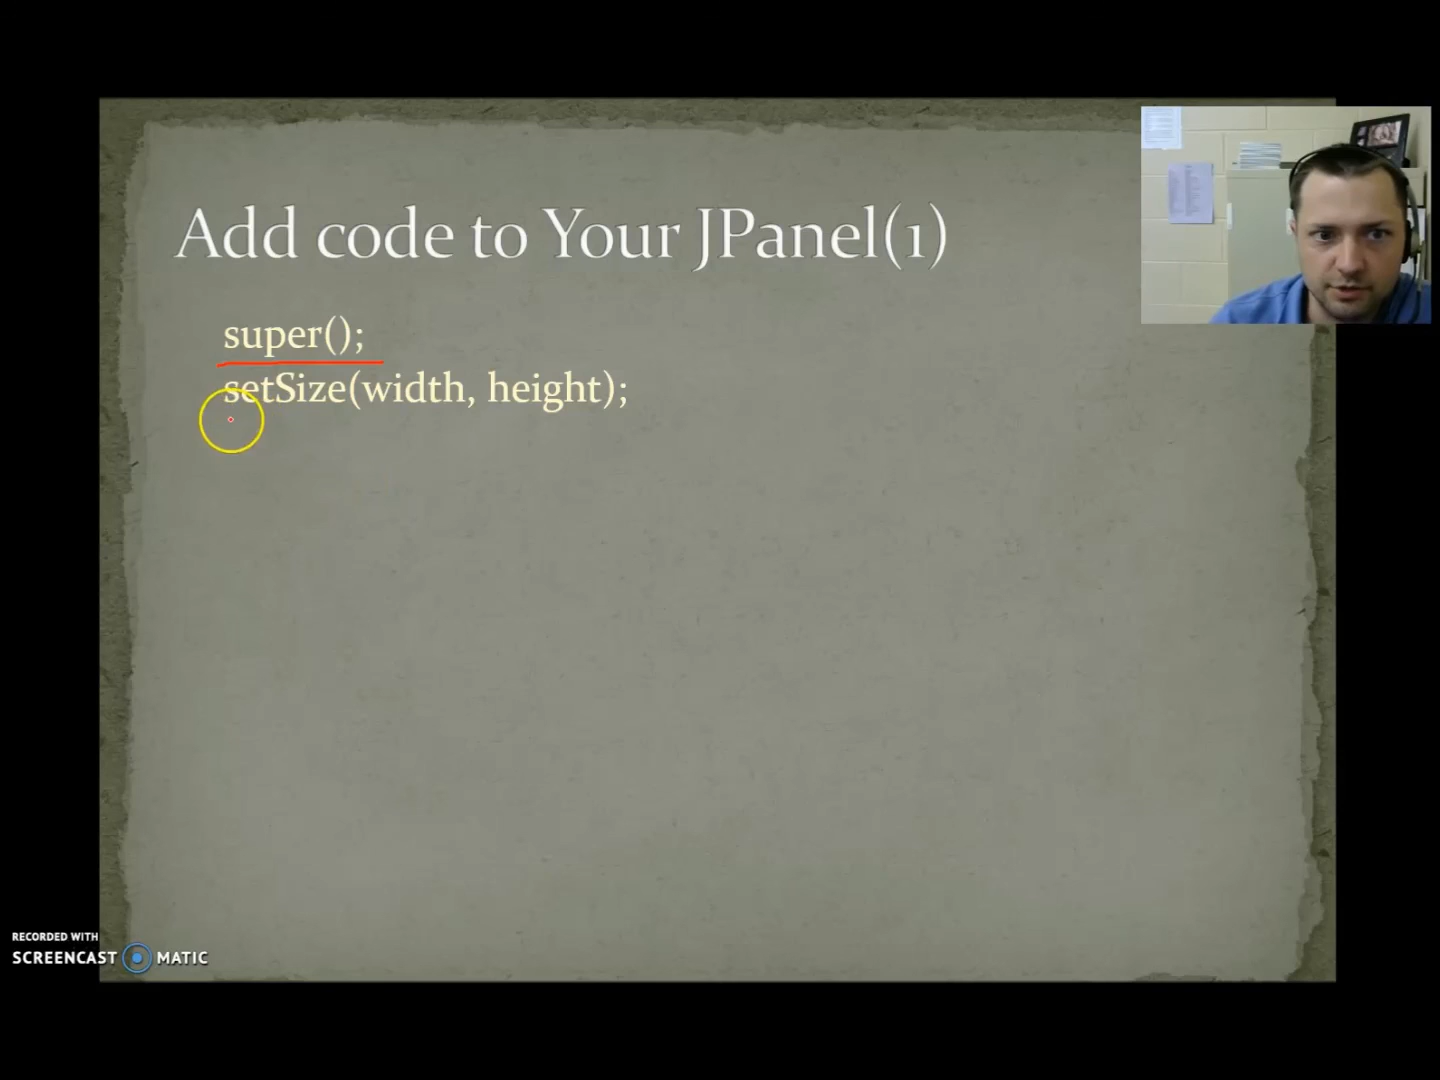 Add code to Your JPanel(1)
super();
setSize(width, height);
RECORDED WITH
SCREENCAST MATIC